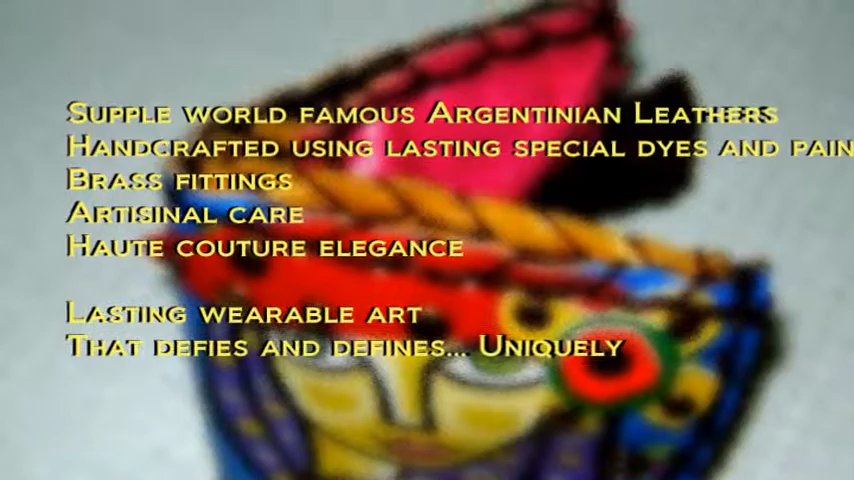 Supple world famous Argentinian Leathers
Handcrafted using lasting special dyes and pain
Brass fittings
Artisinal care
Haute couture elegance
Lasting wearable art
That defies and defines... Uniquely